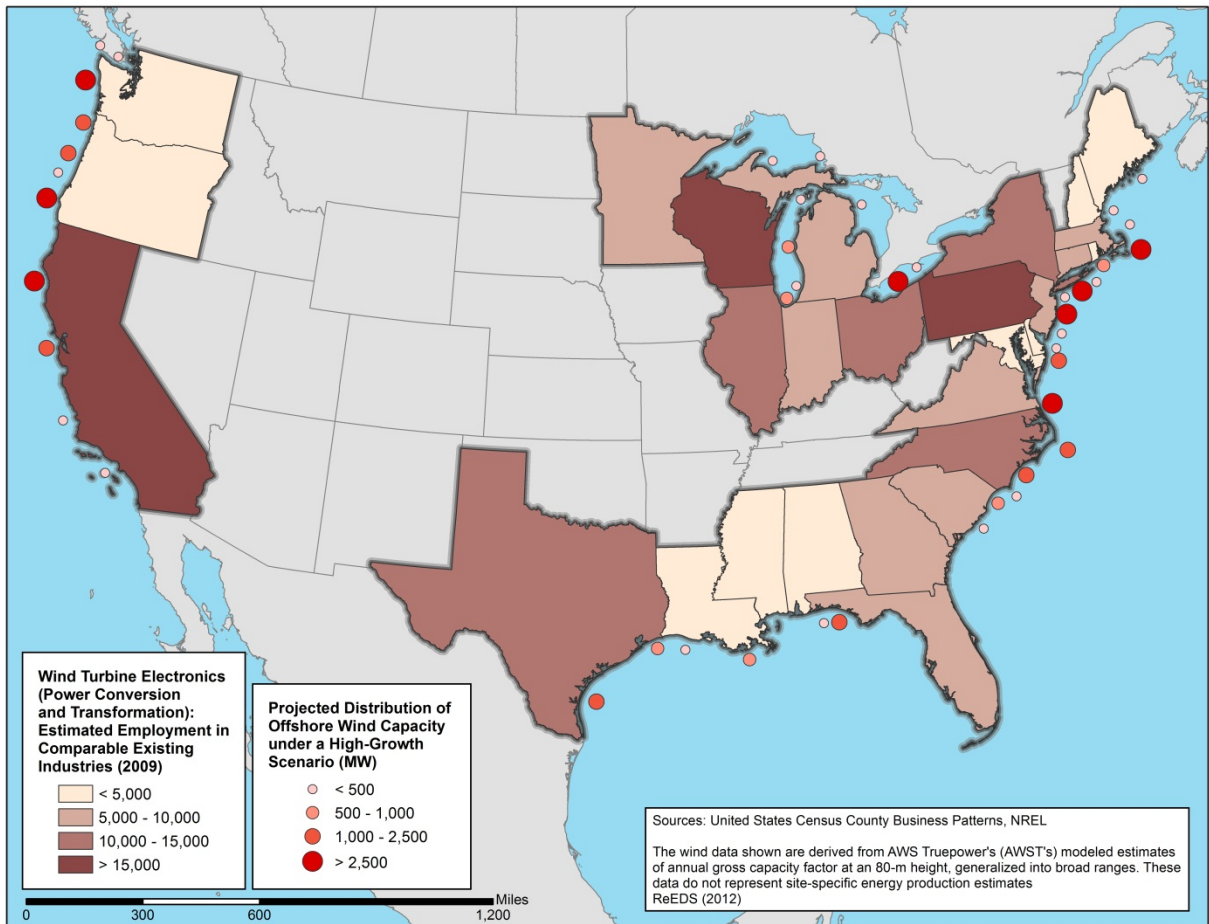 Wind Turbine Electronics
(Power Conversion
and Transformation):
Estimated Employment in
Comparable Existing
Industries (2009)
< 5,000
5,000 - 10,000
10,000 - 15,000
> 15,000
Projected Distribution of
Offshore Wind Capacity
under a High-Growth
Scenario (MW)
< 500
500 - 1,000
1,000 - 2,500
> 2,500
Sources: United States Census County Business Patterns, NREL
The wind data shown are derived from AWS Truepower's (AWST's) modeled estimates
of annual gross capacity factor at an 80-m height, generalized into broad ranges. These
data do not represent site-specific energy production estimates
ReEDS (2012)
Miles
0 300 600 1,200